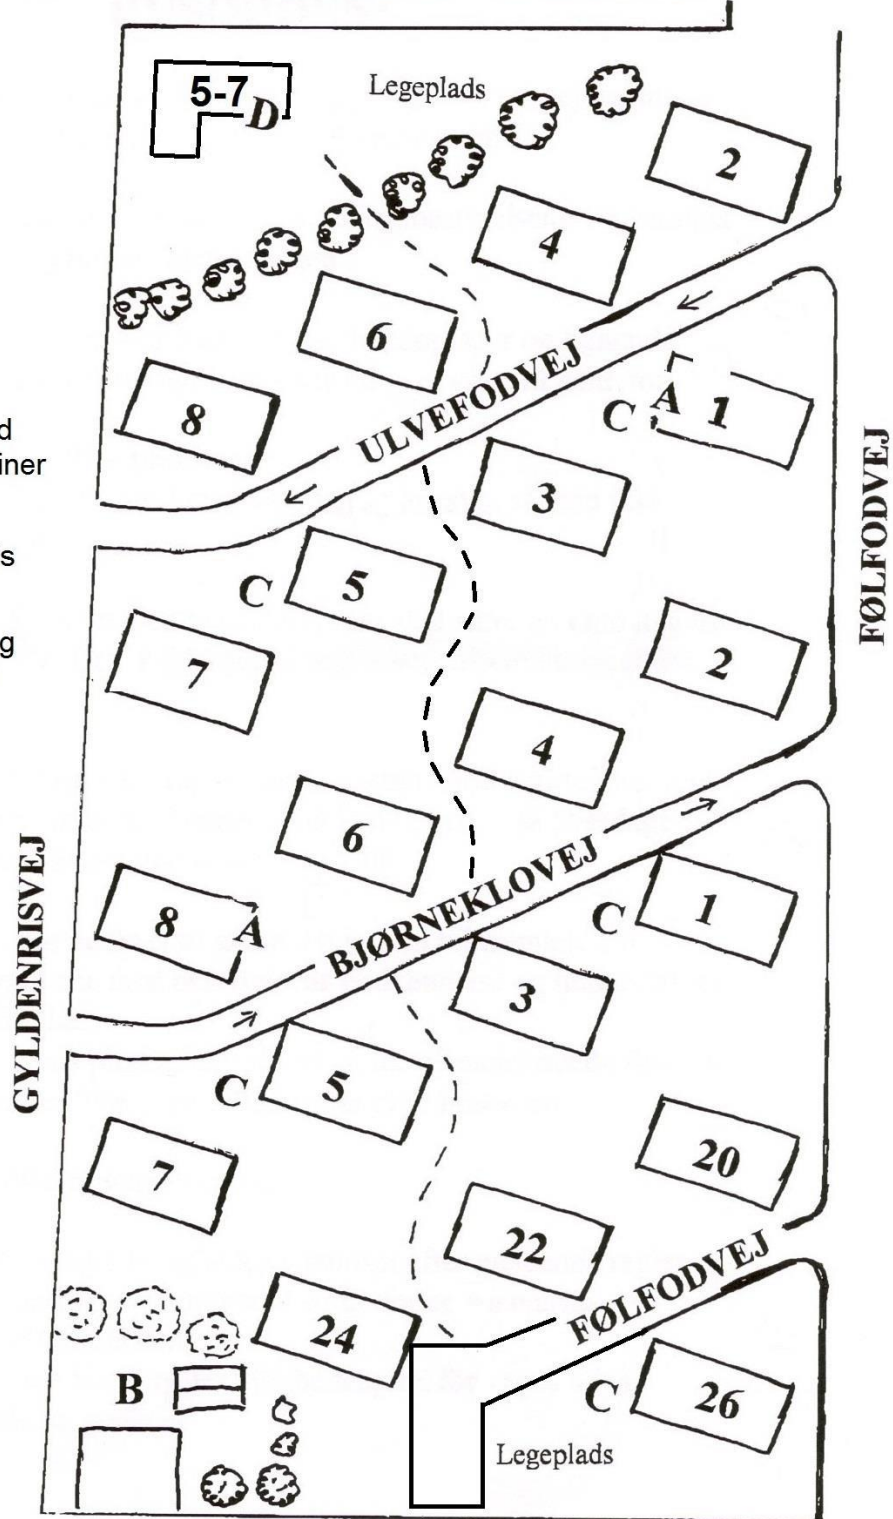 5-7
D
Legeplads
2
4
6
8
ULVEFODVEJ
A
C
1
3
d
iner
s
g
C
5
7
2
4
6
8
A
FØLFODVEJ
GYLDENRISVEJ
BJØRNEKLOVEJ
C
1
3
C
5
7
20
22
24
FØLFODVEJ
B
C
26
Legeplads